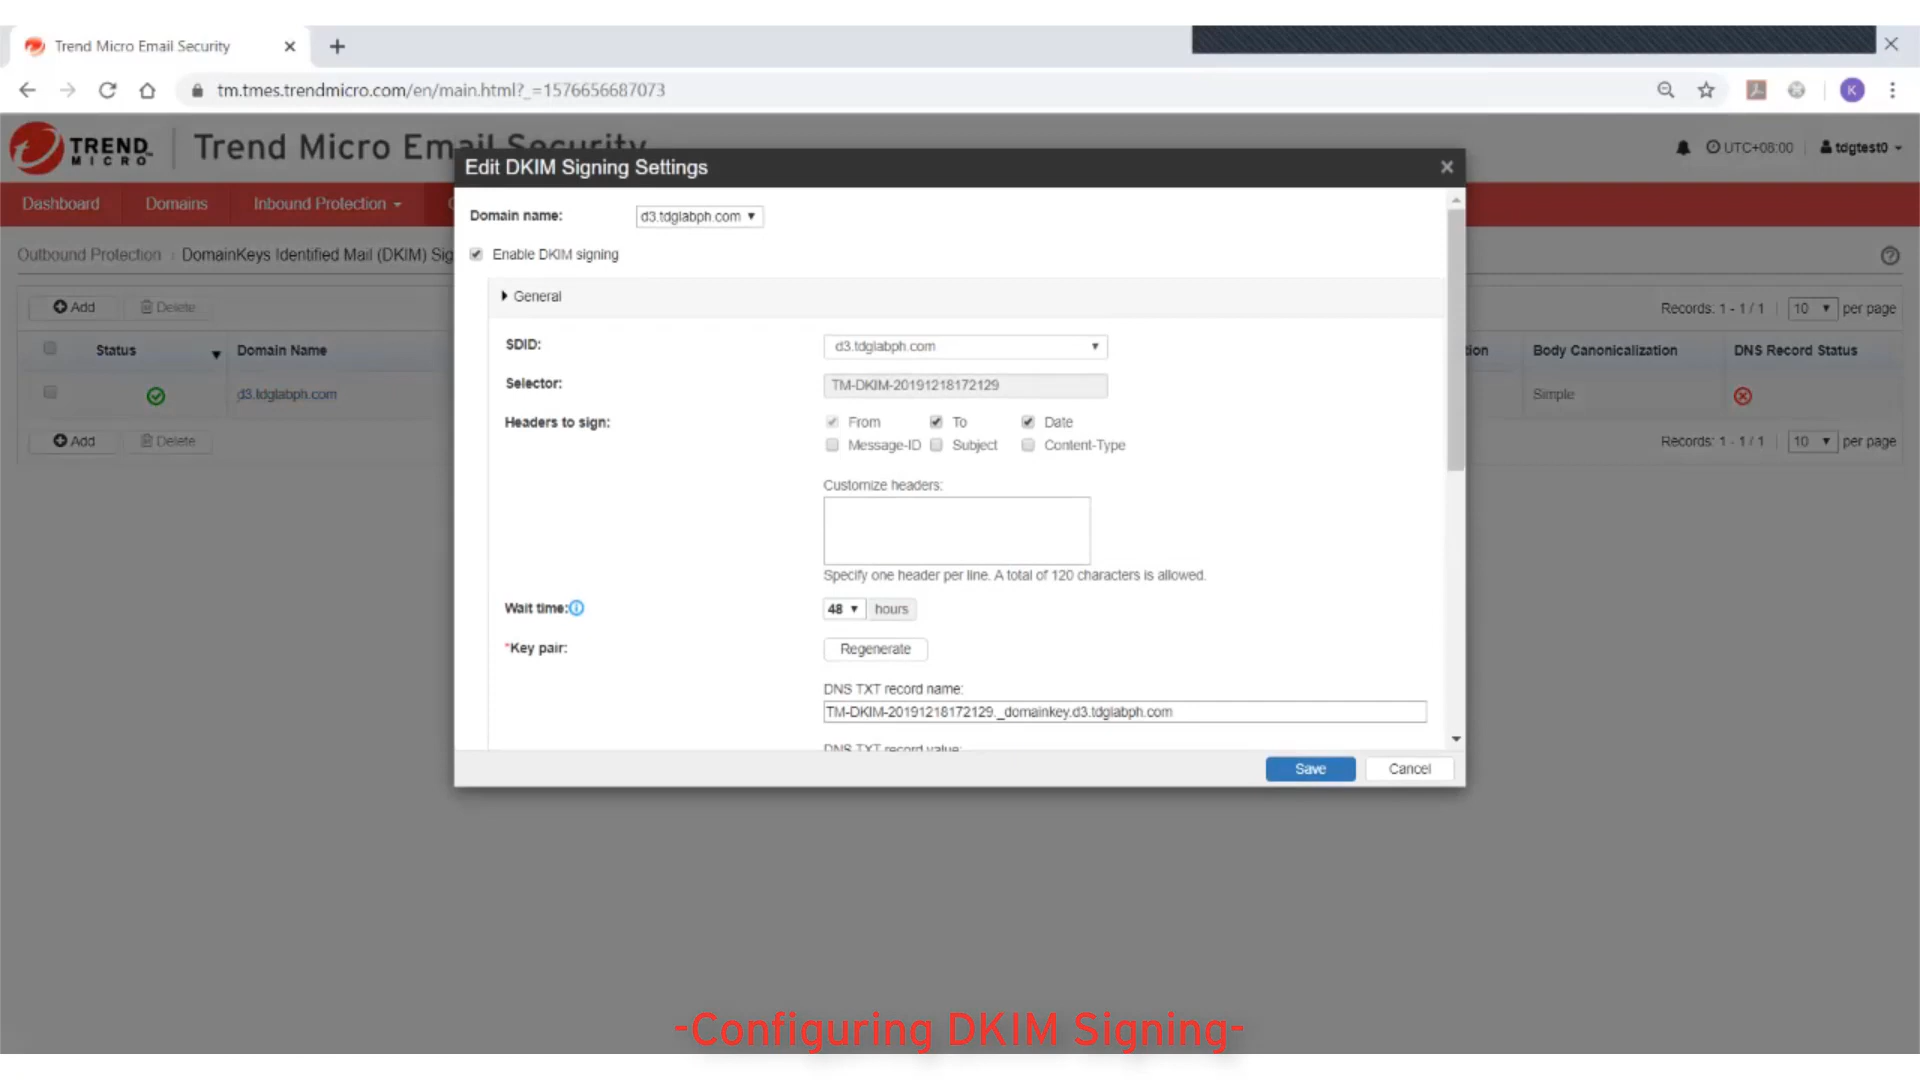 Trend Micro Email Security
tm.tmes.trendmicro.com/en/main.html?_=1576656687073
K
TREND MICRO
Trend Micro Email Security
UTC+08:00
tdgtest0
Dashboard
Domains
Inbound Protection
Outbound Protection
DomainKeys Identified Mail (DKIM) Sig
Add
Delete
Records: 1 - 1 / 1
10
per page
Status
Domain Name
Body Canonicalization
DNS Record Status
d3.tdglabph.com
Simple
Add
Delete
Records: 1 - 1 / 1
10
per page
Edit DKIM Signing Settings
Domain name:
d3.tdglabph.com
Enable DKIM signing
General
SDID:
d3.tdglabph.com
Selector:
TM-DKIM-20191218172129
Headers to sign:
From
To
Date
Message-ID
Subject
Content-Type
Customize headers:
Specify one header per line. A total of 120 characters is allowed.
Wait time:
48
hours
*Key pair:
Regenerate
DNS TXT record name:
TM-DKIM-20191218172129._domainkey.d3.tdglabph.com
DNS TXT record value:
Save
Cancel
-Configuring DKIM Signing-